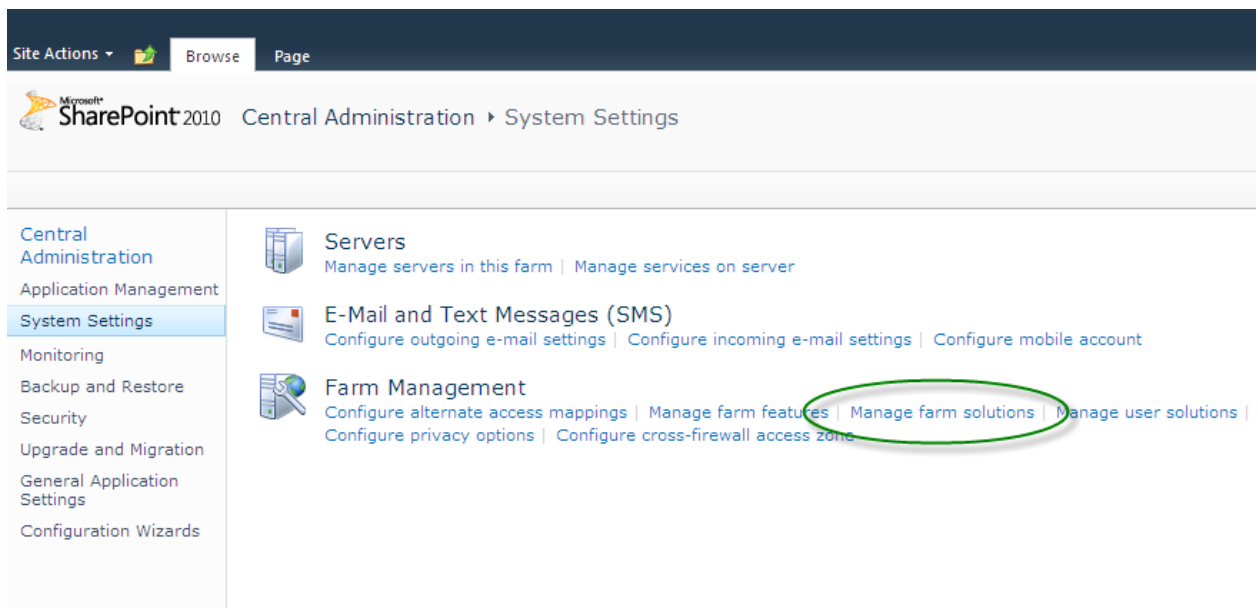 Site Actions Browse Page
Microsoft®
SharePoint 2010 Central Administration ▸ System Settings
Central
Administration
Application Management
System Settings
Monitoring
Backup and Restore
Security
Upgrade and Migration
General Application
Settings
Configuration Wizards
Servers
Manage servers in this farm | Manage services on server
E-Mail and Text Messages (SMS)
Configure outgoing e-mail settings | Configure incoming e-mail settings | Configure mobile account
Farm Management
Configure alternate access mappings | Manage farm features | Manage farm solutions | Manage user solutions |
Configure privacy options | Configure cross-firewall access zone